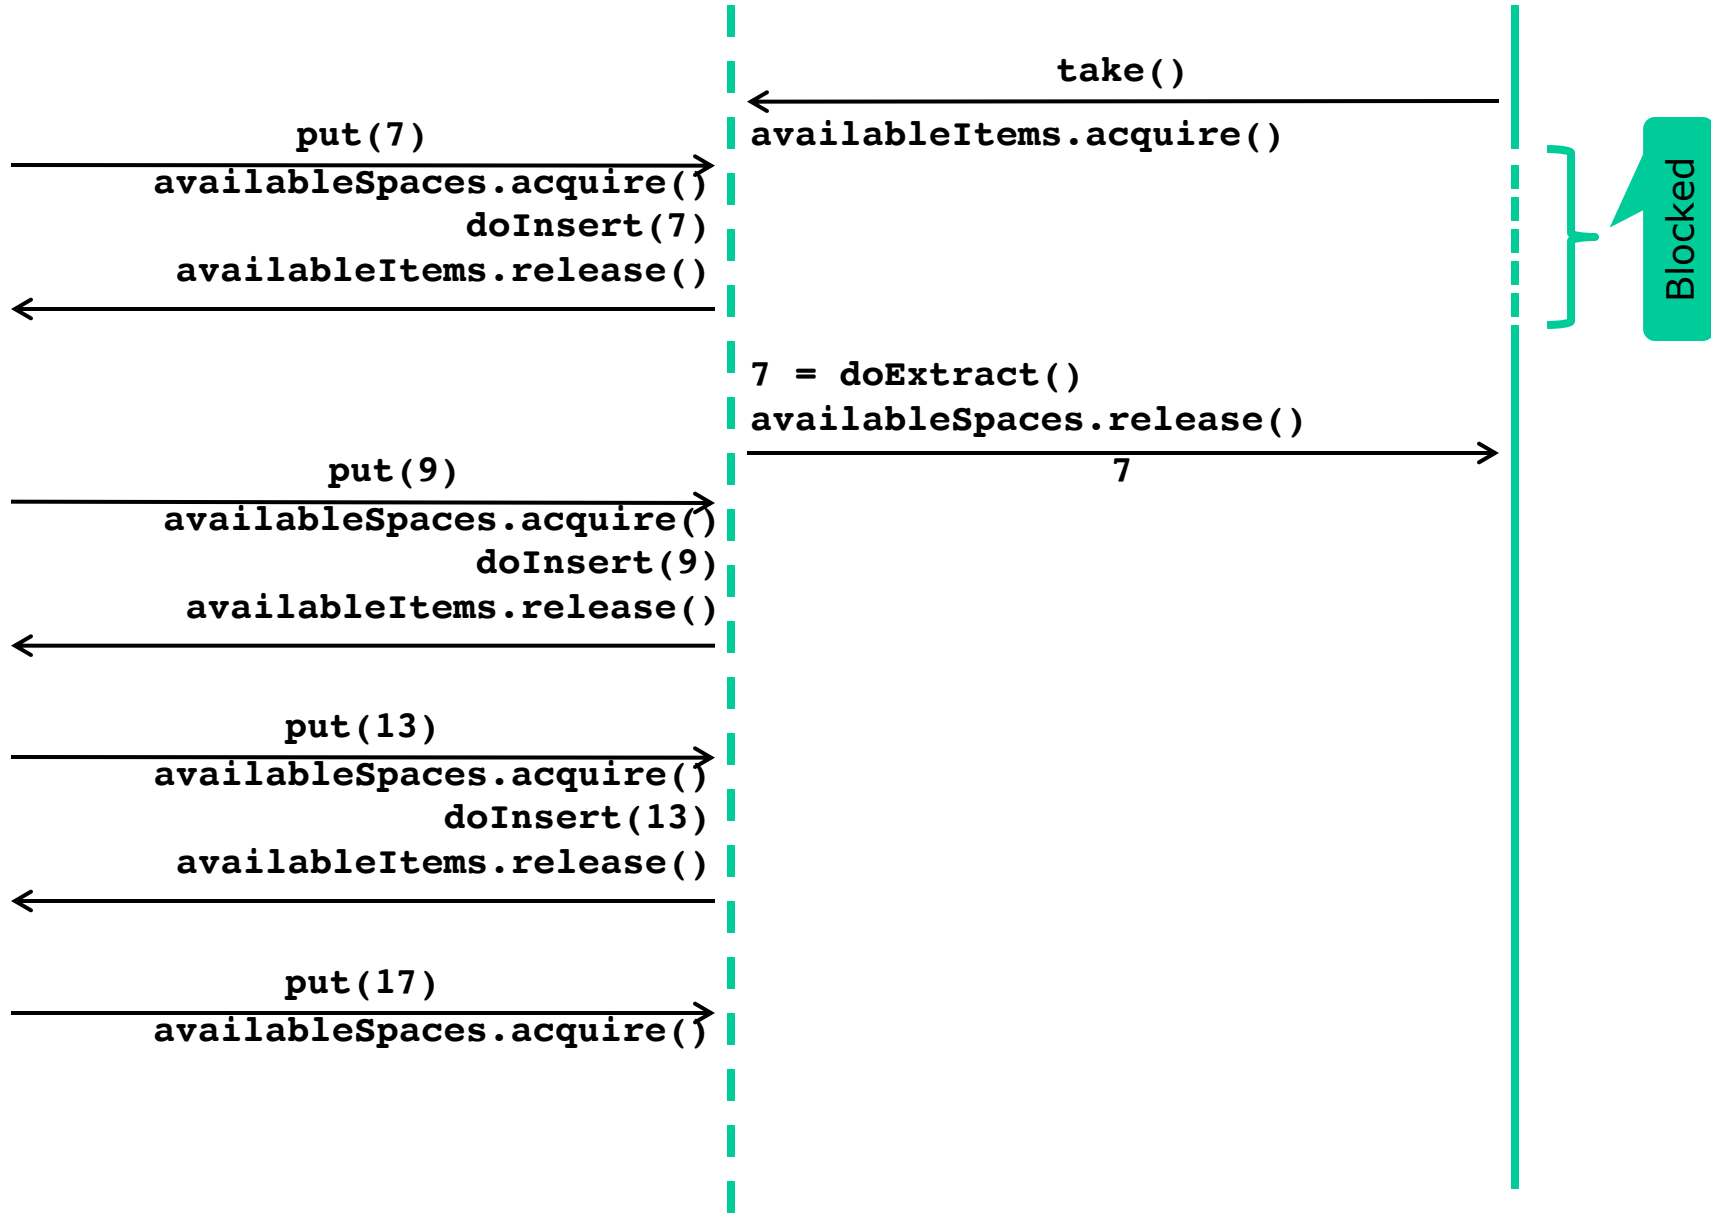 take()
availableItems.acquire()
put(7)
availableSpaces.acquire()
doInsert(7)
availableItems.release()
Blocked
7 = doExtract()
availableSpaces.release()
7
put(9)
availableSpaces.acquire()
doInsert(9)
availableItems.release()
put(13)
availableSpaces.acquire()
doInsert(13)
availableItems.release()
put(17)
availableSpaces.acquire()